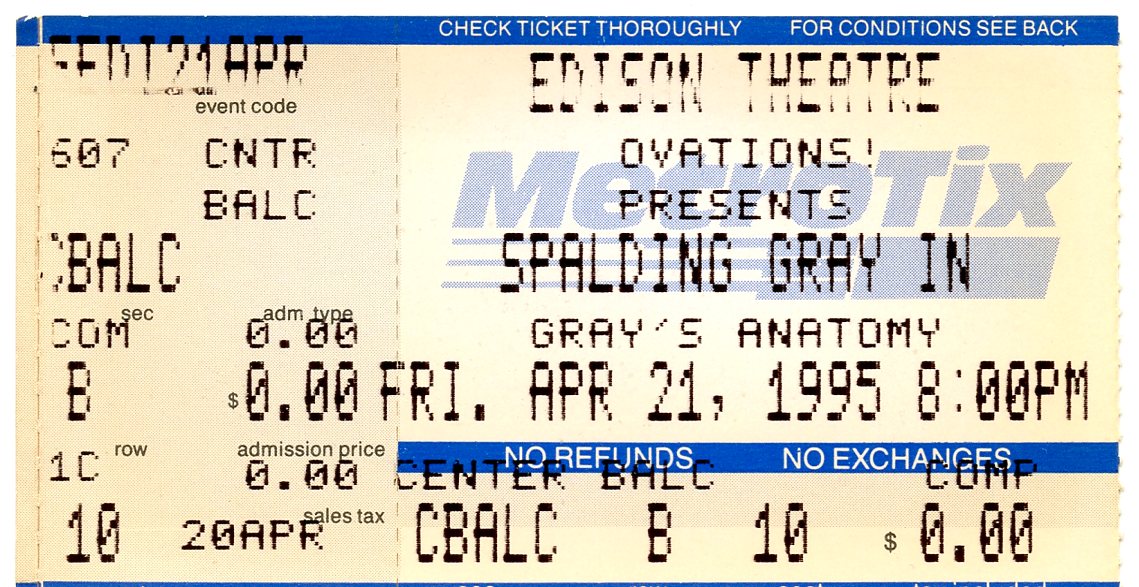 CHECK TICKET THOROUGHLY FOR CONDITIONS SEE BACK
21APR
event code
607 CNTR
BALC
CBALC
sec adm type
COM 0.00
B $ 0.00
row admission price
1C 0.00
sales tax
10 20APR
EDISON THEATRE
MetroTix
OVATIONS!
PRESENTS
SPALDING GRAY IN
GRAY'S ANATOMY
FRI. APR 21, 1995 8:00PM
NO REFUNDS NO EXCHANGES
CENTER BALC COMP
CBALC B 10 $ 0.00